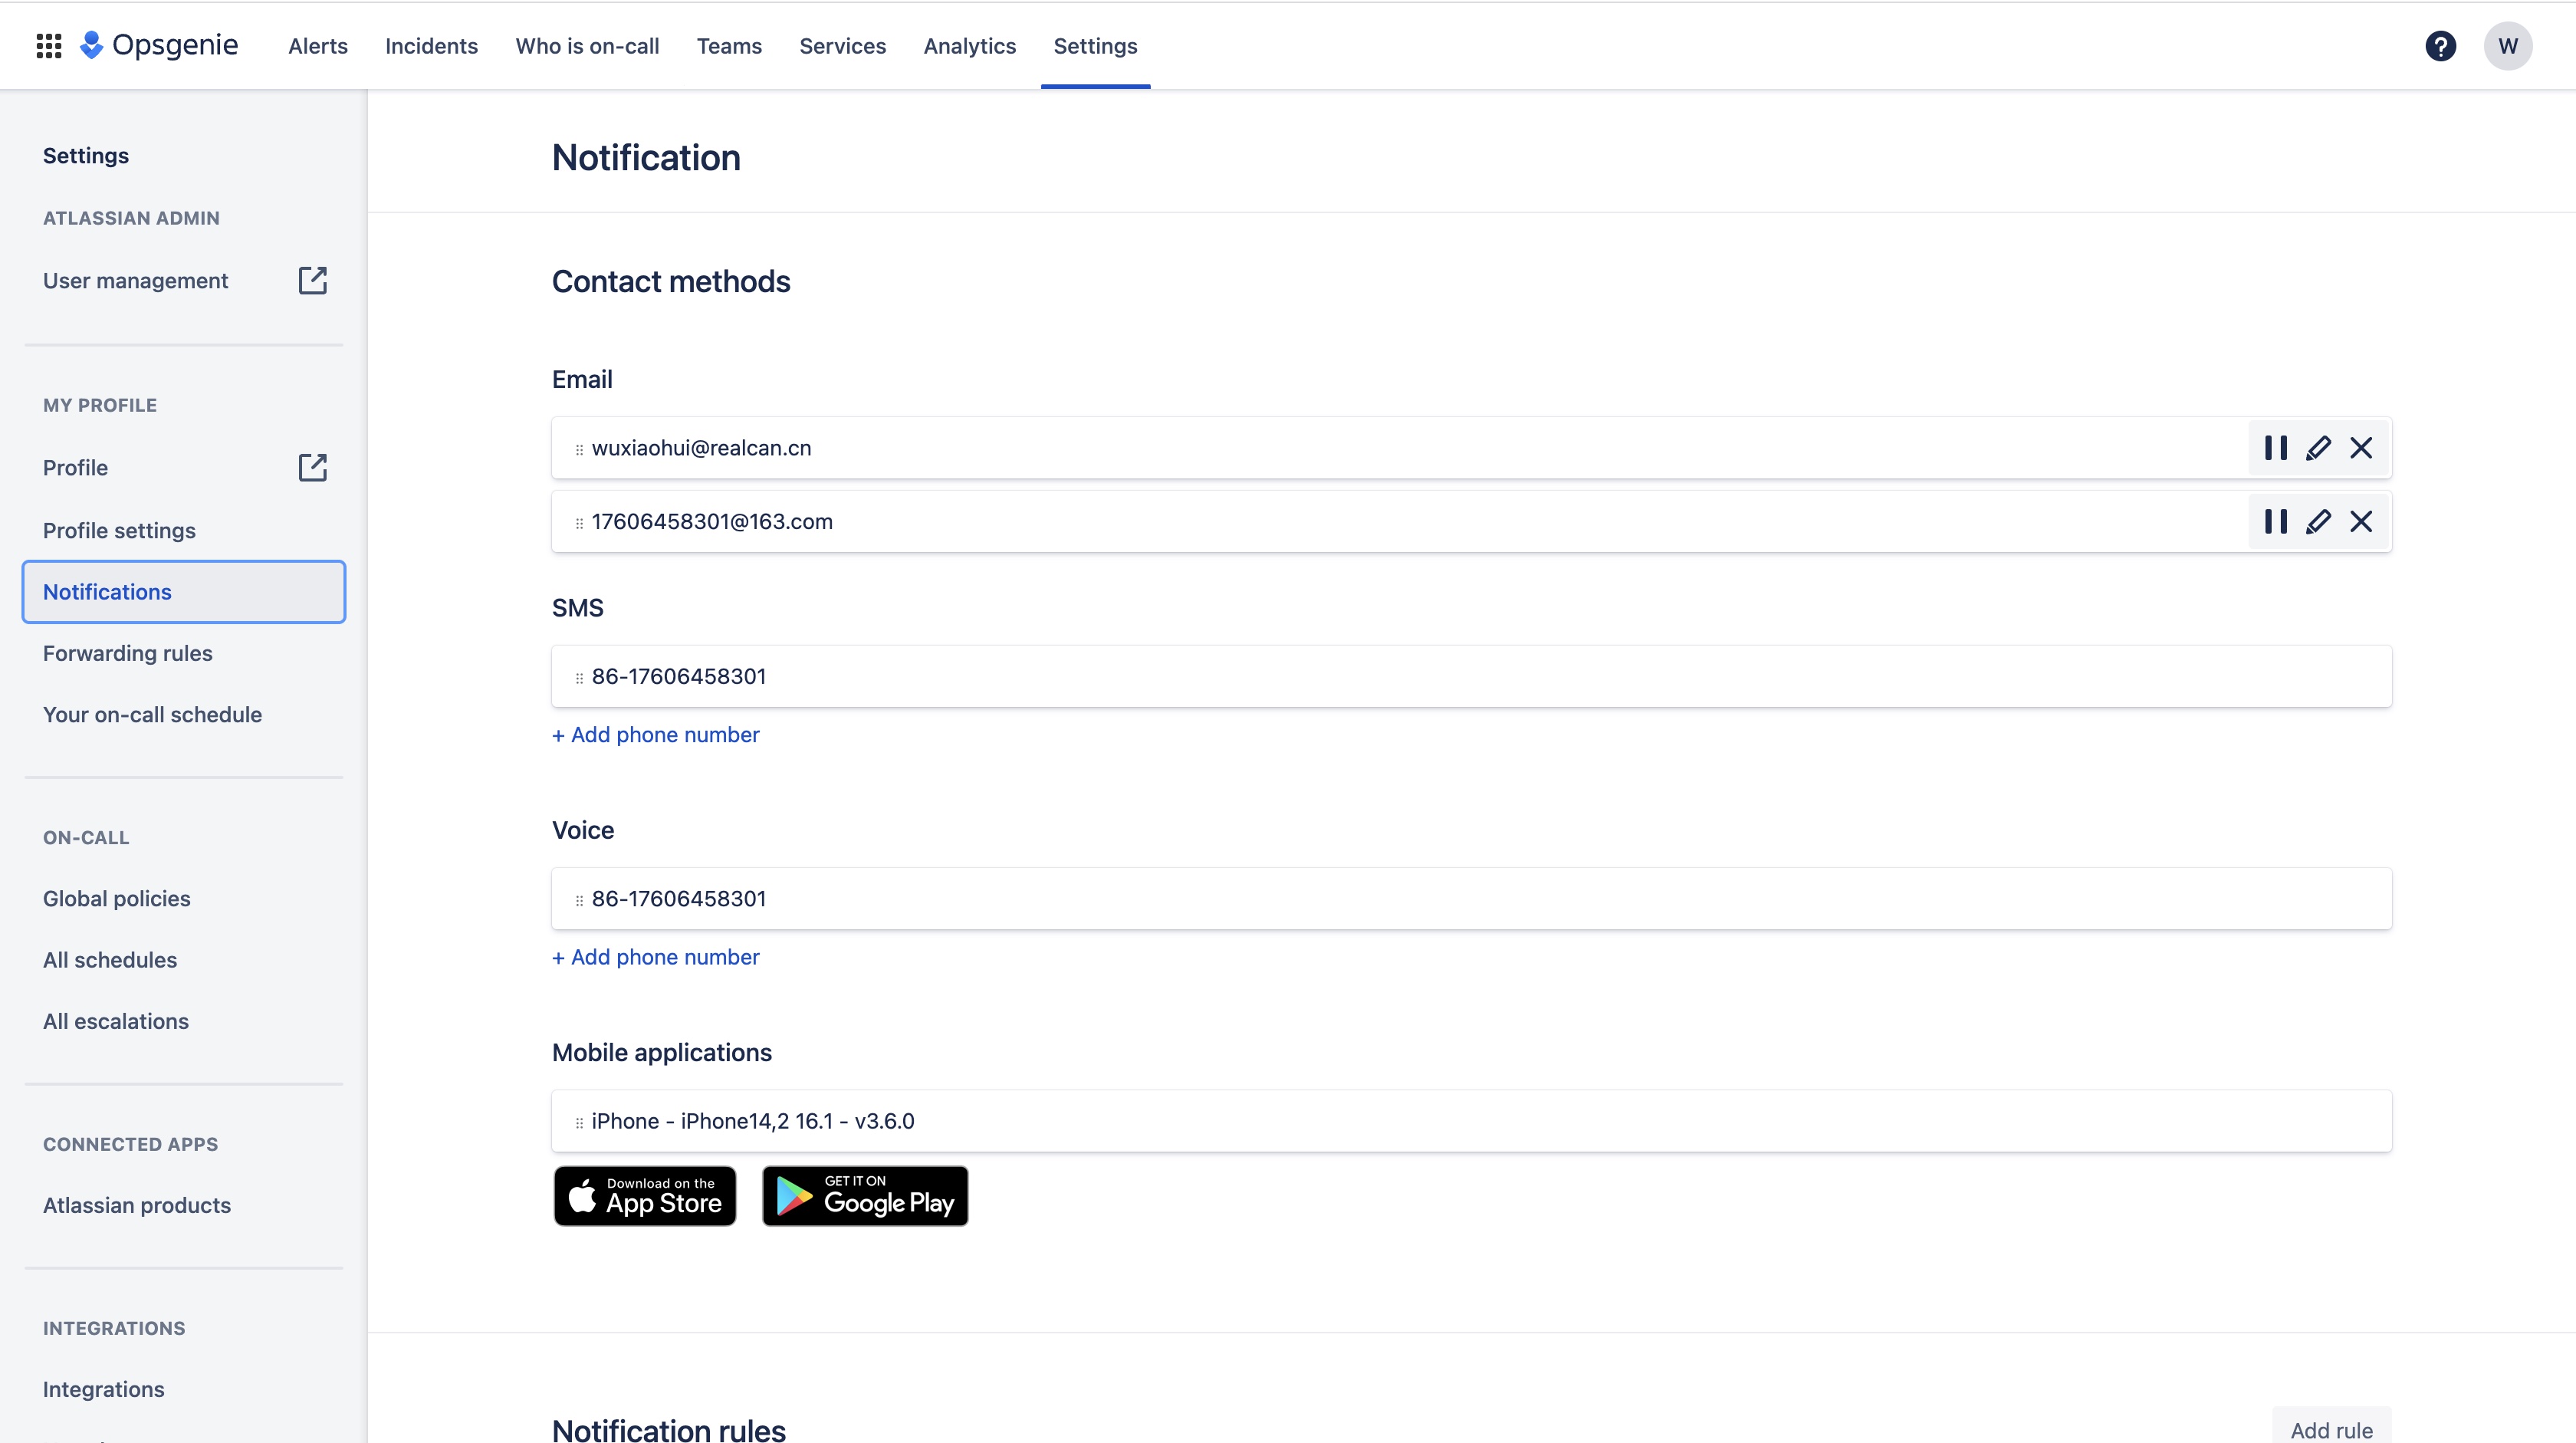 Opsgenie Alerts Incidents Who is on-call Teams Services Analytics Settings ? W
Settings
ATLASSIAN ADMIN
User management
MY PROFILE
Profile
Profile settings
Notifications
Forwarding rules
Your on-call schedule
ON-CALL
Global policies
All schedules
All escalations
CONNECTED APPS
Atlassian products
INTEGRATIONS
Integrations
Notification
Contact methods
Email
wuxiaohui@realcan.cn
17606458301@163.com
SMS
86-17606458301
+ Add phone number
Voice
86-17606458301
+ Add phone number
Mobile applications
iPhone - iPhone14,2 16.1 - v3.6.0
Download on the
App Store
GET IT ON
Google Play
Notification rules
Add rule